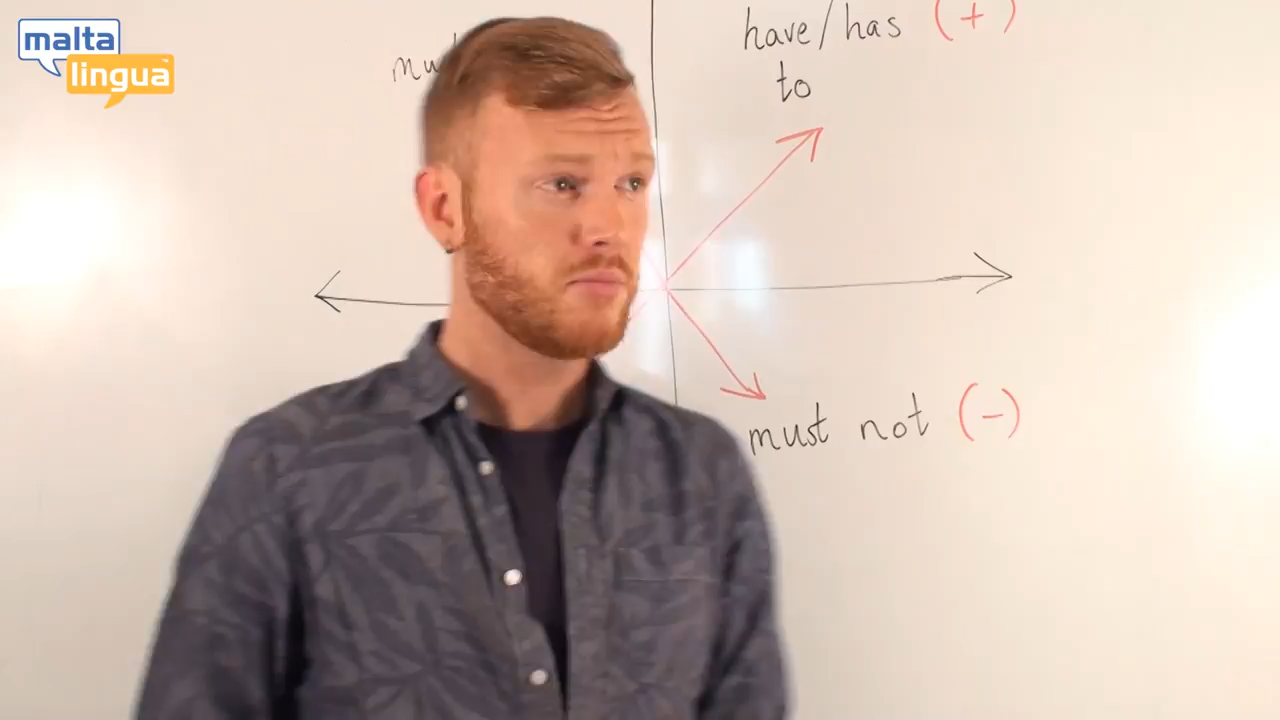 malta
lingua
have/has (+)
to
must not (-)